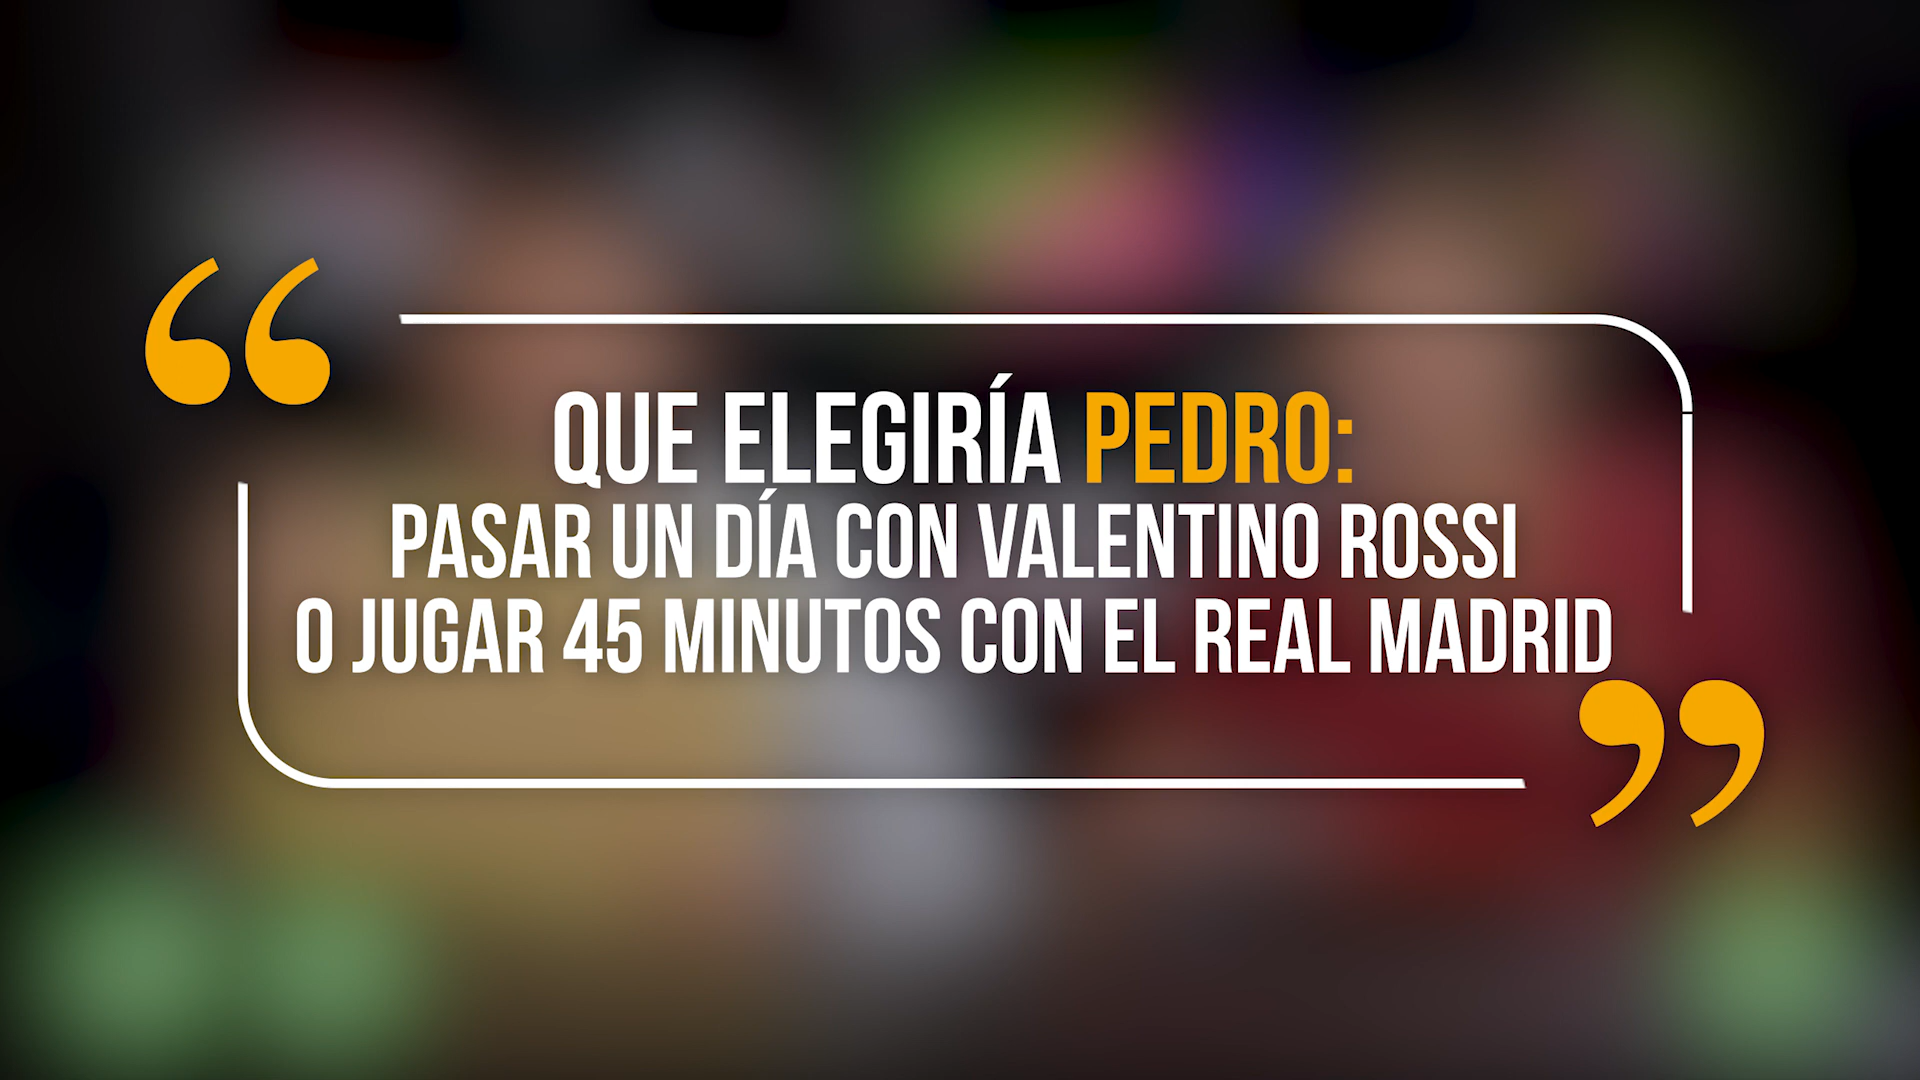 “
QUE ELEGIRÍA PEDRO:
PASAR UN DÍA CON VALENTINO ROSSI
O JUGAR 45 MINUTOS CON EL REAL MADRID
”